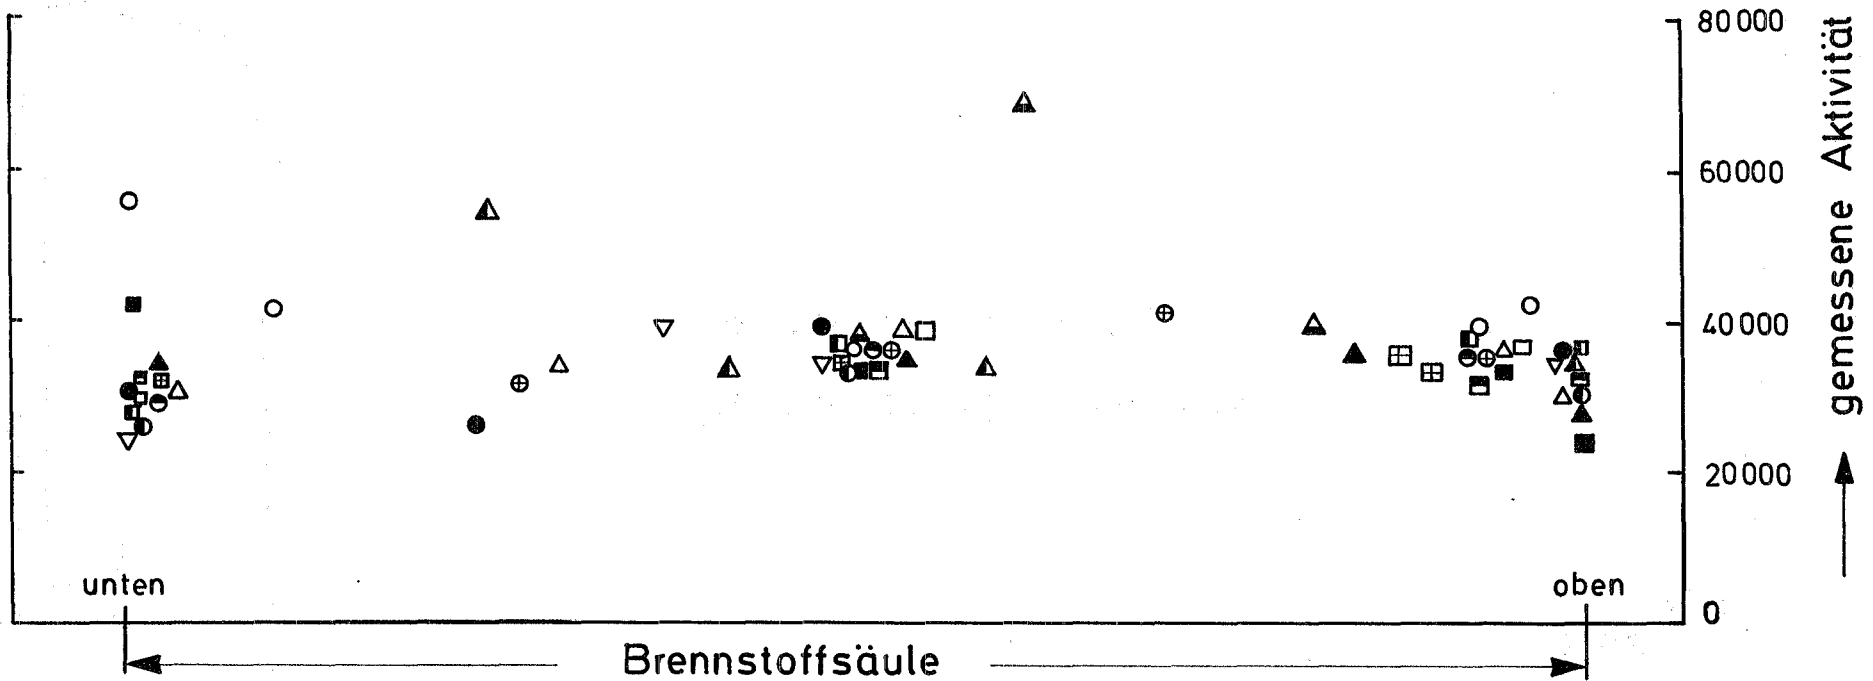 80000
60000
40000
20000
0
gemessene Aktivität
unten
oben
Brennstoffsäule